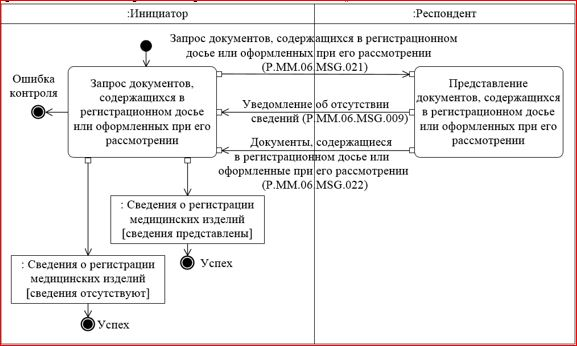 :Инициатор
:Респондент
Запрос документов, содержащихся в регистрационном
досье или оформленных при его рассмотрении
(P.MM.06.MSG.021)
Ошибка
контроля
Запрос документов,
содержащихся в
регистрационном досье
или оформленных при его
рассмотрении
Представление
документов, содержащихся
в регистрационном досье
или оформленных при его
рассмотрении
Уведомление об отсутствии
сведений (P.MM.06.MSG.009)
Документы, содержащиеся
в регистрационном досье или
оформленные при его рассмотрении
(P.MM.06.MSG.022)
: Сведения о регистрации
медицинских изделий
[сведения представлены]
Успех
: Сведения о регистрации
медицинских изделий
[сведения отсутствуют]
Успех